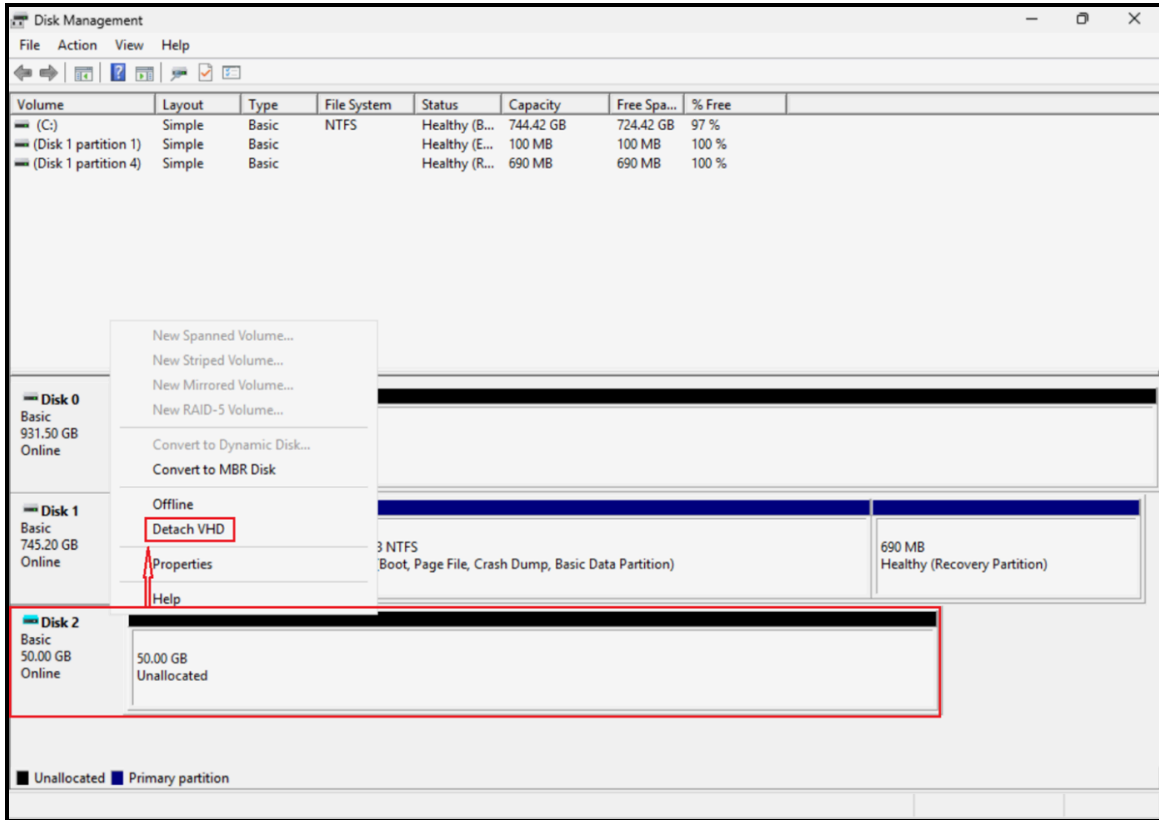 Disk Management
File Action View Help
Volume Layout Type File System Status Capacity Free Spa... % Free
(C:) Simple Basic NTFS Healthy (B... 744.42 GB 724.42 GB 97 %
(Disk 1 partition 1) Simple Basic Healthy (E... 100 MB 100 MB 100 %
(Disk 1 partition 4) Simple Basic Healthy (R... 690 MB 690 MB 100 %
New Spanned Volume...
New Striped Volume...
New Mirrored Volume...
New RAID-5 Volume...
Convert to Dynamic Disk...
Convert to MBR Disk
Offline
Detach VHD
Properties
Help
Disk 0
Basic
931.50 GB
Online
Disk 1
Basic
745.20 GB
Online
B NTFS
(Boot, Page File, Crash Dump, Basic Data Partition)
690 MB
Healthy (Recovery Partition)
Disk 2
Basic
50.00 GB
Online
50.00 GB
Unallocated
Unallocated Primary partition